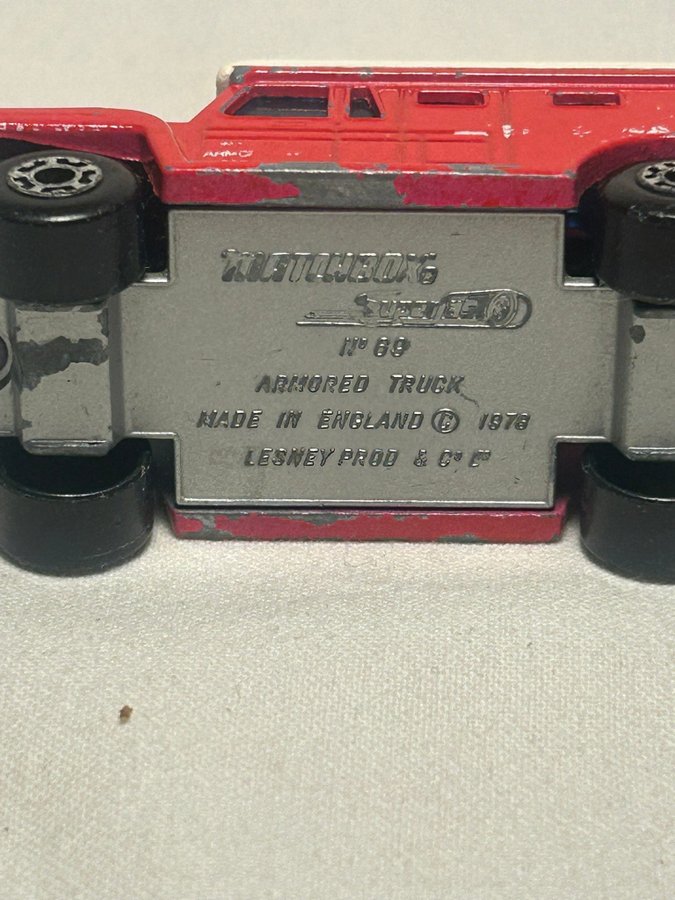 MATCHBOX®
Superfast
Nº 69
ARMORED TRUCK
MADE IN ENGLAND © 1978
LESNEY PROD & Cº Lᵀᴰ